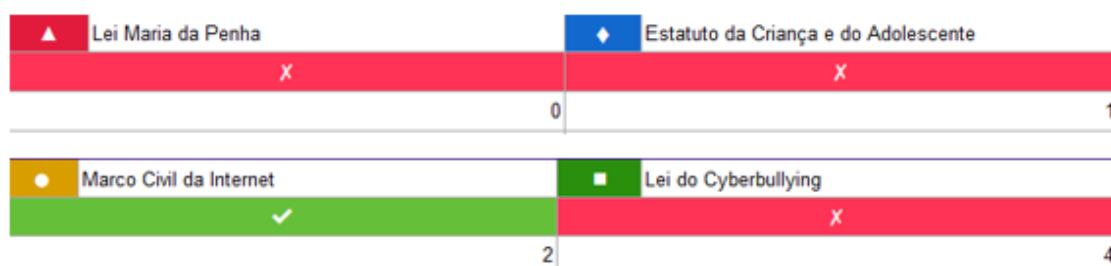 Lei Maria da Penha Estatuto da Criança e do Adolescente
✗ ✗
0 1
Marco Civil da Internet Lei do Cyberbullying
✓ ✗
2 4